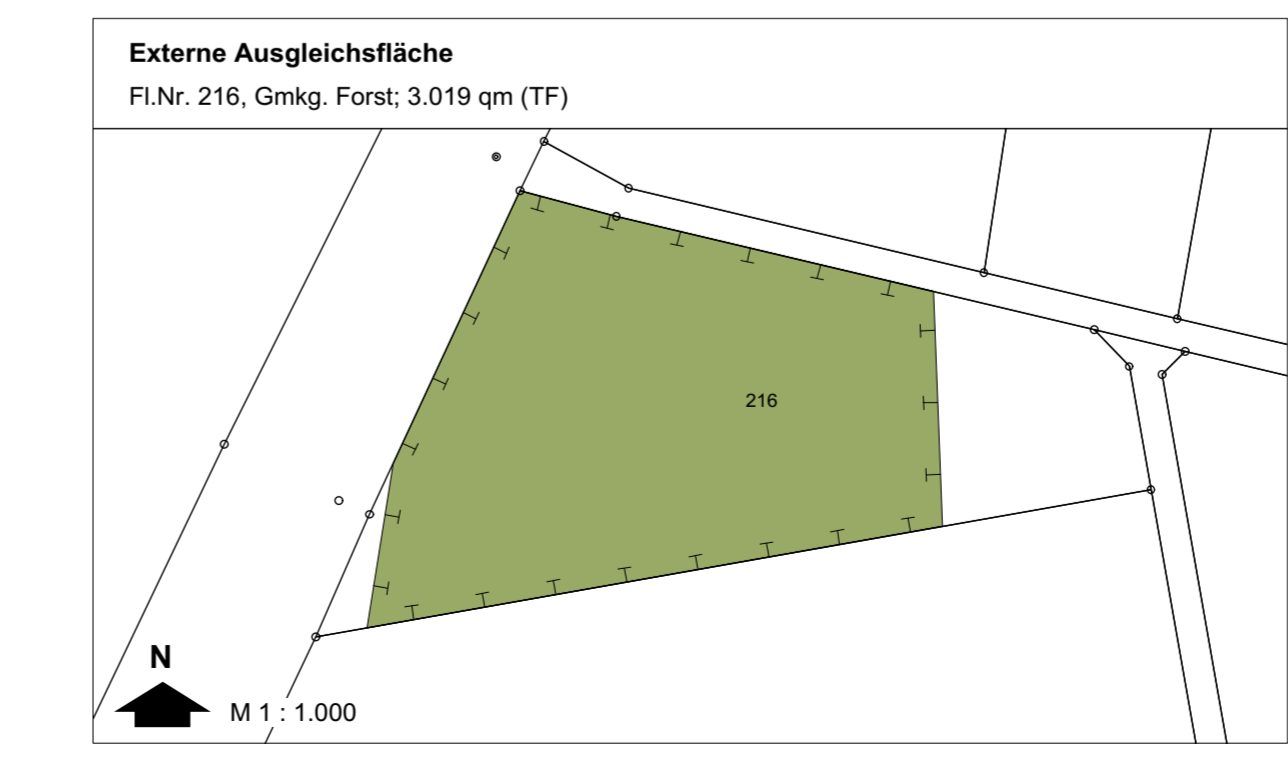 Externe Ausgleichsfläche
Fl.Nr. 216, Gmkg. Forst; 3.019 qm (TF)
216
N
M 1 : 1.000